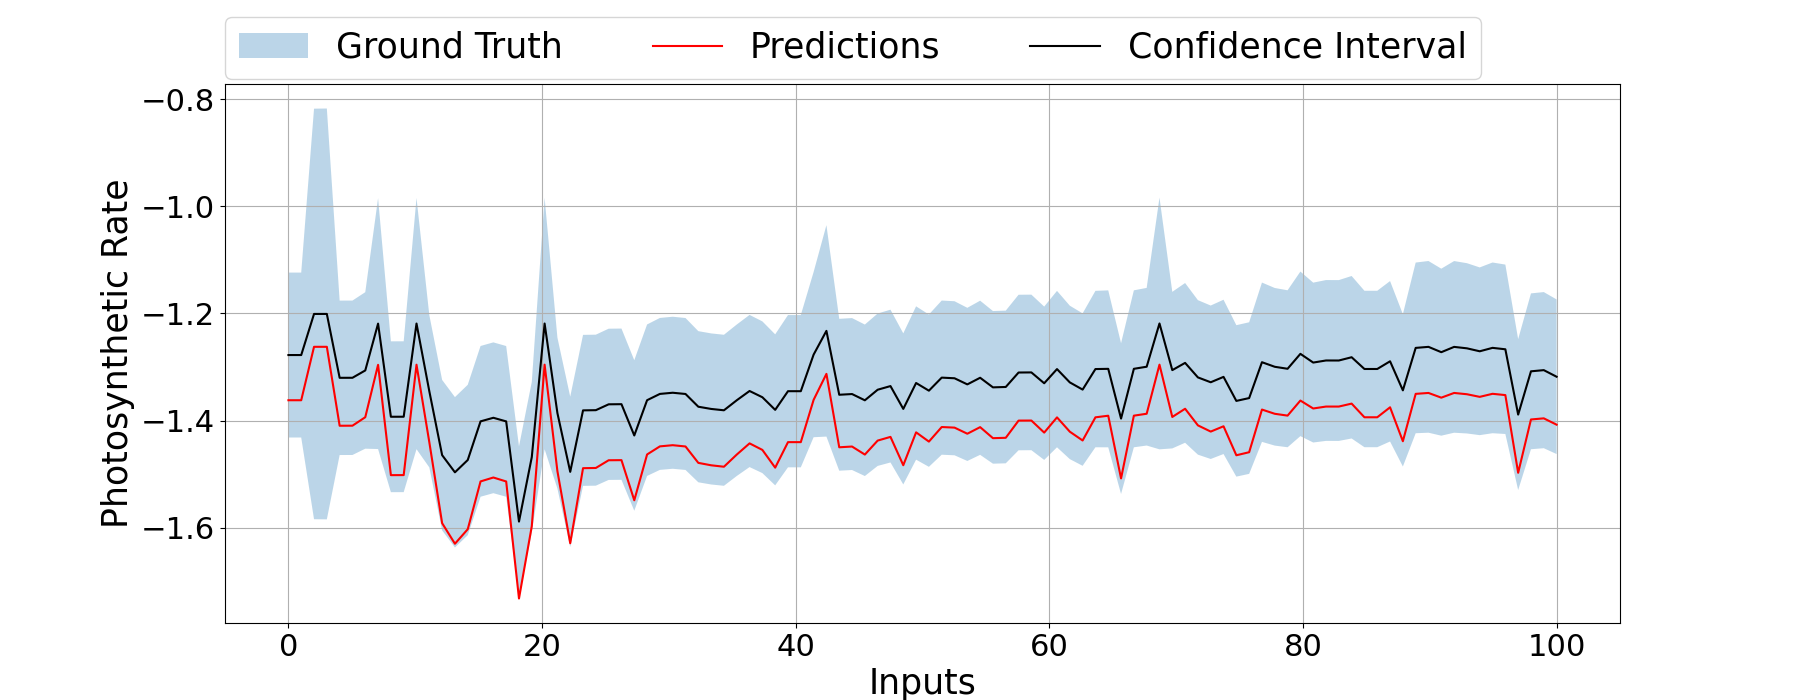 Ground Truth Predictions Confidence Interval
−0.8
−1.0
−1.2
−1.4
−1.6
Photosynthetic Rate
0 20 40 60 80 100
Inputs